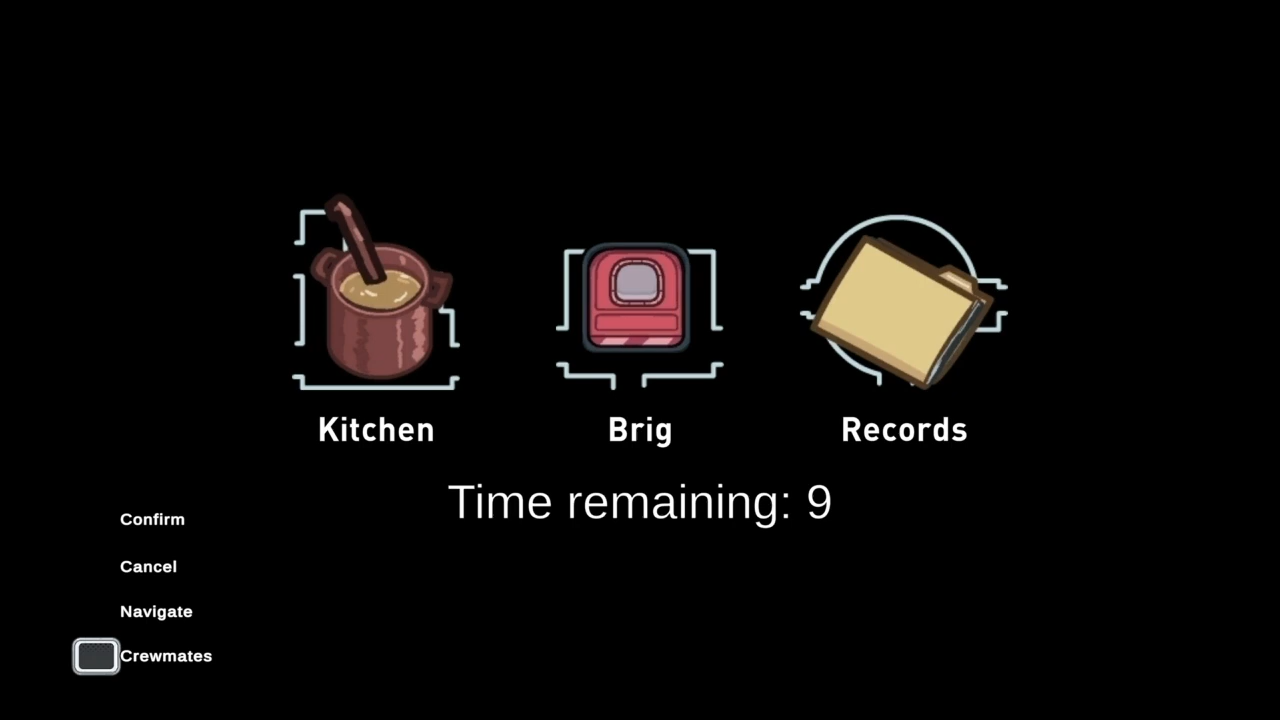 Kitchen
Brig
Records
Time remaining: 9
Confirm
Cancel
Navigate
Crewmates